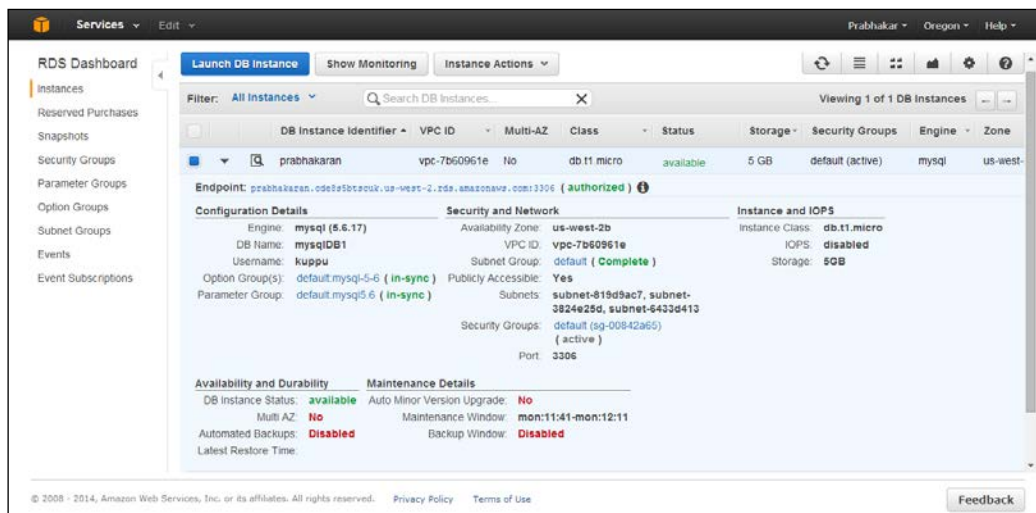 Services Edit Prabhakar Oregon Help
RDS Dashboard
Instances
Reserved Purchases
Snapshots
Security Groups
Parameter Groups
Option Groups
Subnet Groups
Events
Event Subscriptions
Launch DB Instance Show Monitoring Instance Actions
Filter: All Instances Search DB Instances... Viewing 1 of 1 DB Instances
DB Instance Identifier VPC ID Multi-AZ Class Status Storage Security Groups Engine Zone
prabhakaran vpc-7b60961e No db.t1.micro available 5 GB default (active) mysql us-west-
Endpoint: ( authorized )
Configuration Details
Engine: mysql (5.6.17)
DB Name: mysqlDB1
Username: kuppu
Option Group(s): default:mysql-5-6 ( in-sync )
Parameter Group: default.mysql5.6 ( in-sync )
Security and Network
Availability Zone: us-west-2b
VPC ID: vpc-7b60961e
Subnet Group: default ( Complete )
Publicly Accessible: Yes
Subnets: subnet-819d9ac7, subnet-
3824e25d, subnet-6433d413
Security Groups: default (sg-00842a65)
( active )
Port: 3306
Instance and IOPS
Instance Class: db.t1.micro
IOPS: disabled
Storage: 5GB
Availability and Durability
DB Instance Status: available
Multi AZ: No
Automated Backups: Disabled
Latest Restore Time:
Maintenance Details
Auto Minor Version Upgrade: No
Maintenance Window: mon:11:41-mon:12:11
Backup Window: Disabled
© 2008 - 2014, Amazon Web Services, Inc. or its affiliates. All rights reserved. Privacy Policy Terms of Use Feedback